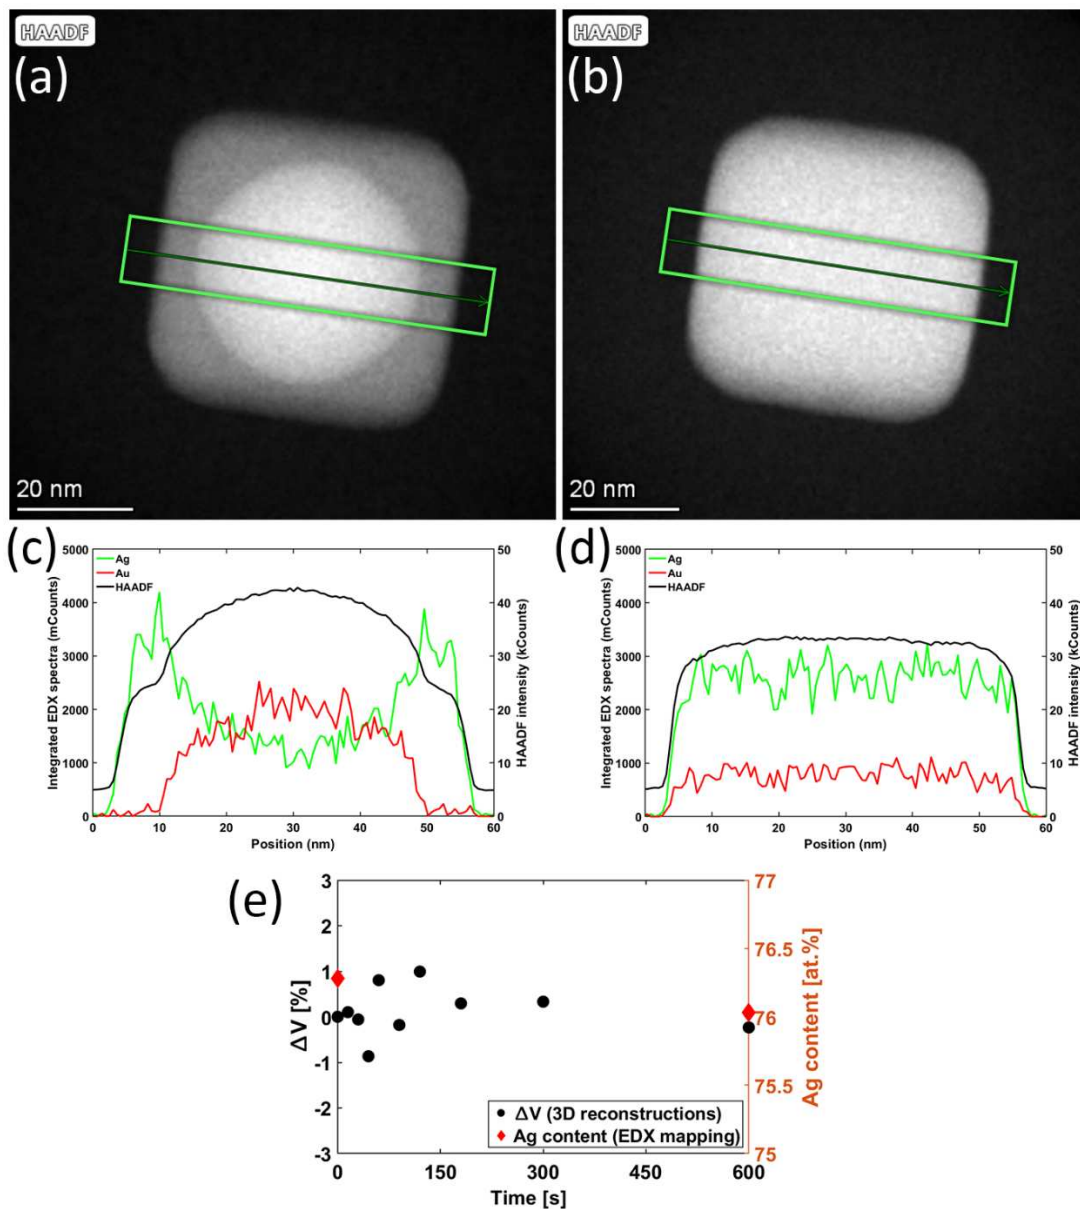 HAADF
(a)
20 nm
HAADF
(b)
20 nm
(c)
Ag
Au
HAADF
Integrated EDX spectra (mCounts)
5000
4000
3000
2000
1000
0
0 10 20 30 40 50 60
Position (nm)
50
40
30
20
10
0
HAADF intensity (kCounts)
(d)
Ag
Au
HAADF
Integrated EDX spectra (mCounts)
5000
4000
3000
2000
1000
0
0 10 20 30 40 50 60
Position (nm)
50
40
30
20
10
0
HAADF intensity (kCounts)
(e)
ΔV [%]
3
2
1
0
-1
-2
-3
ΔV (3D reconstructions)
Ag content (EDX mapping)
0 150 300 450 600
Time [s]
77
76.5
76
75.5
75
Ag content [at.%]